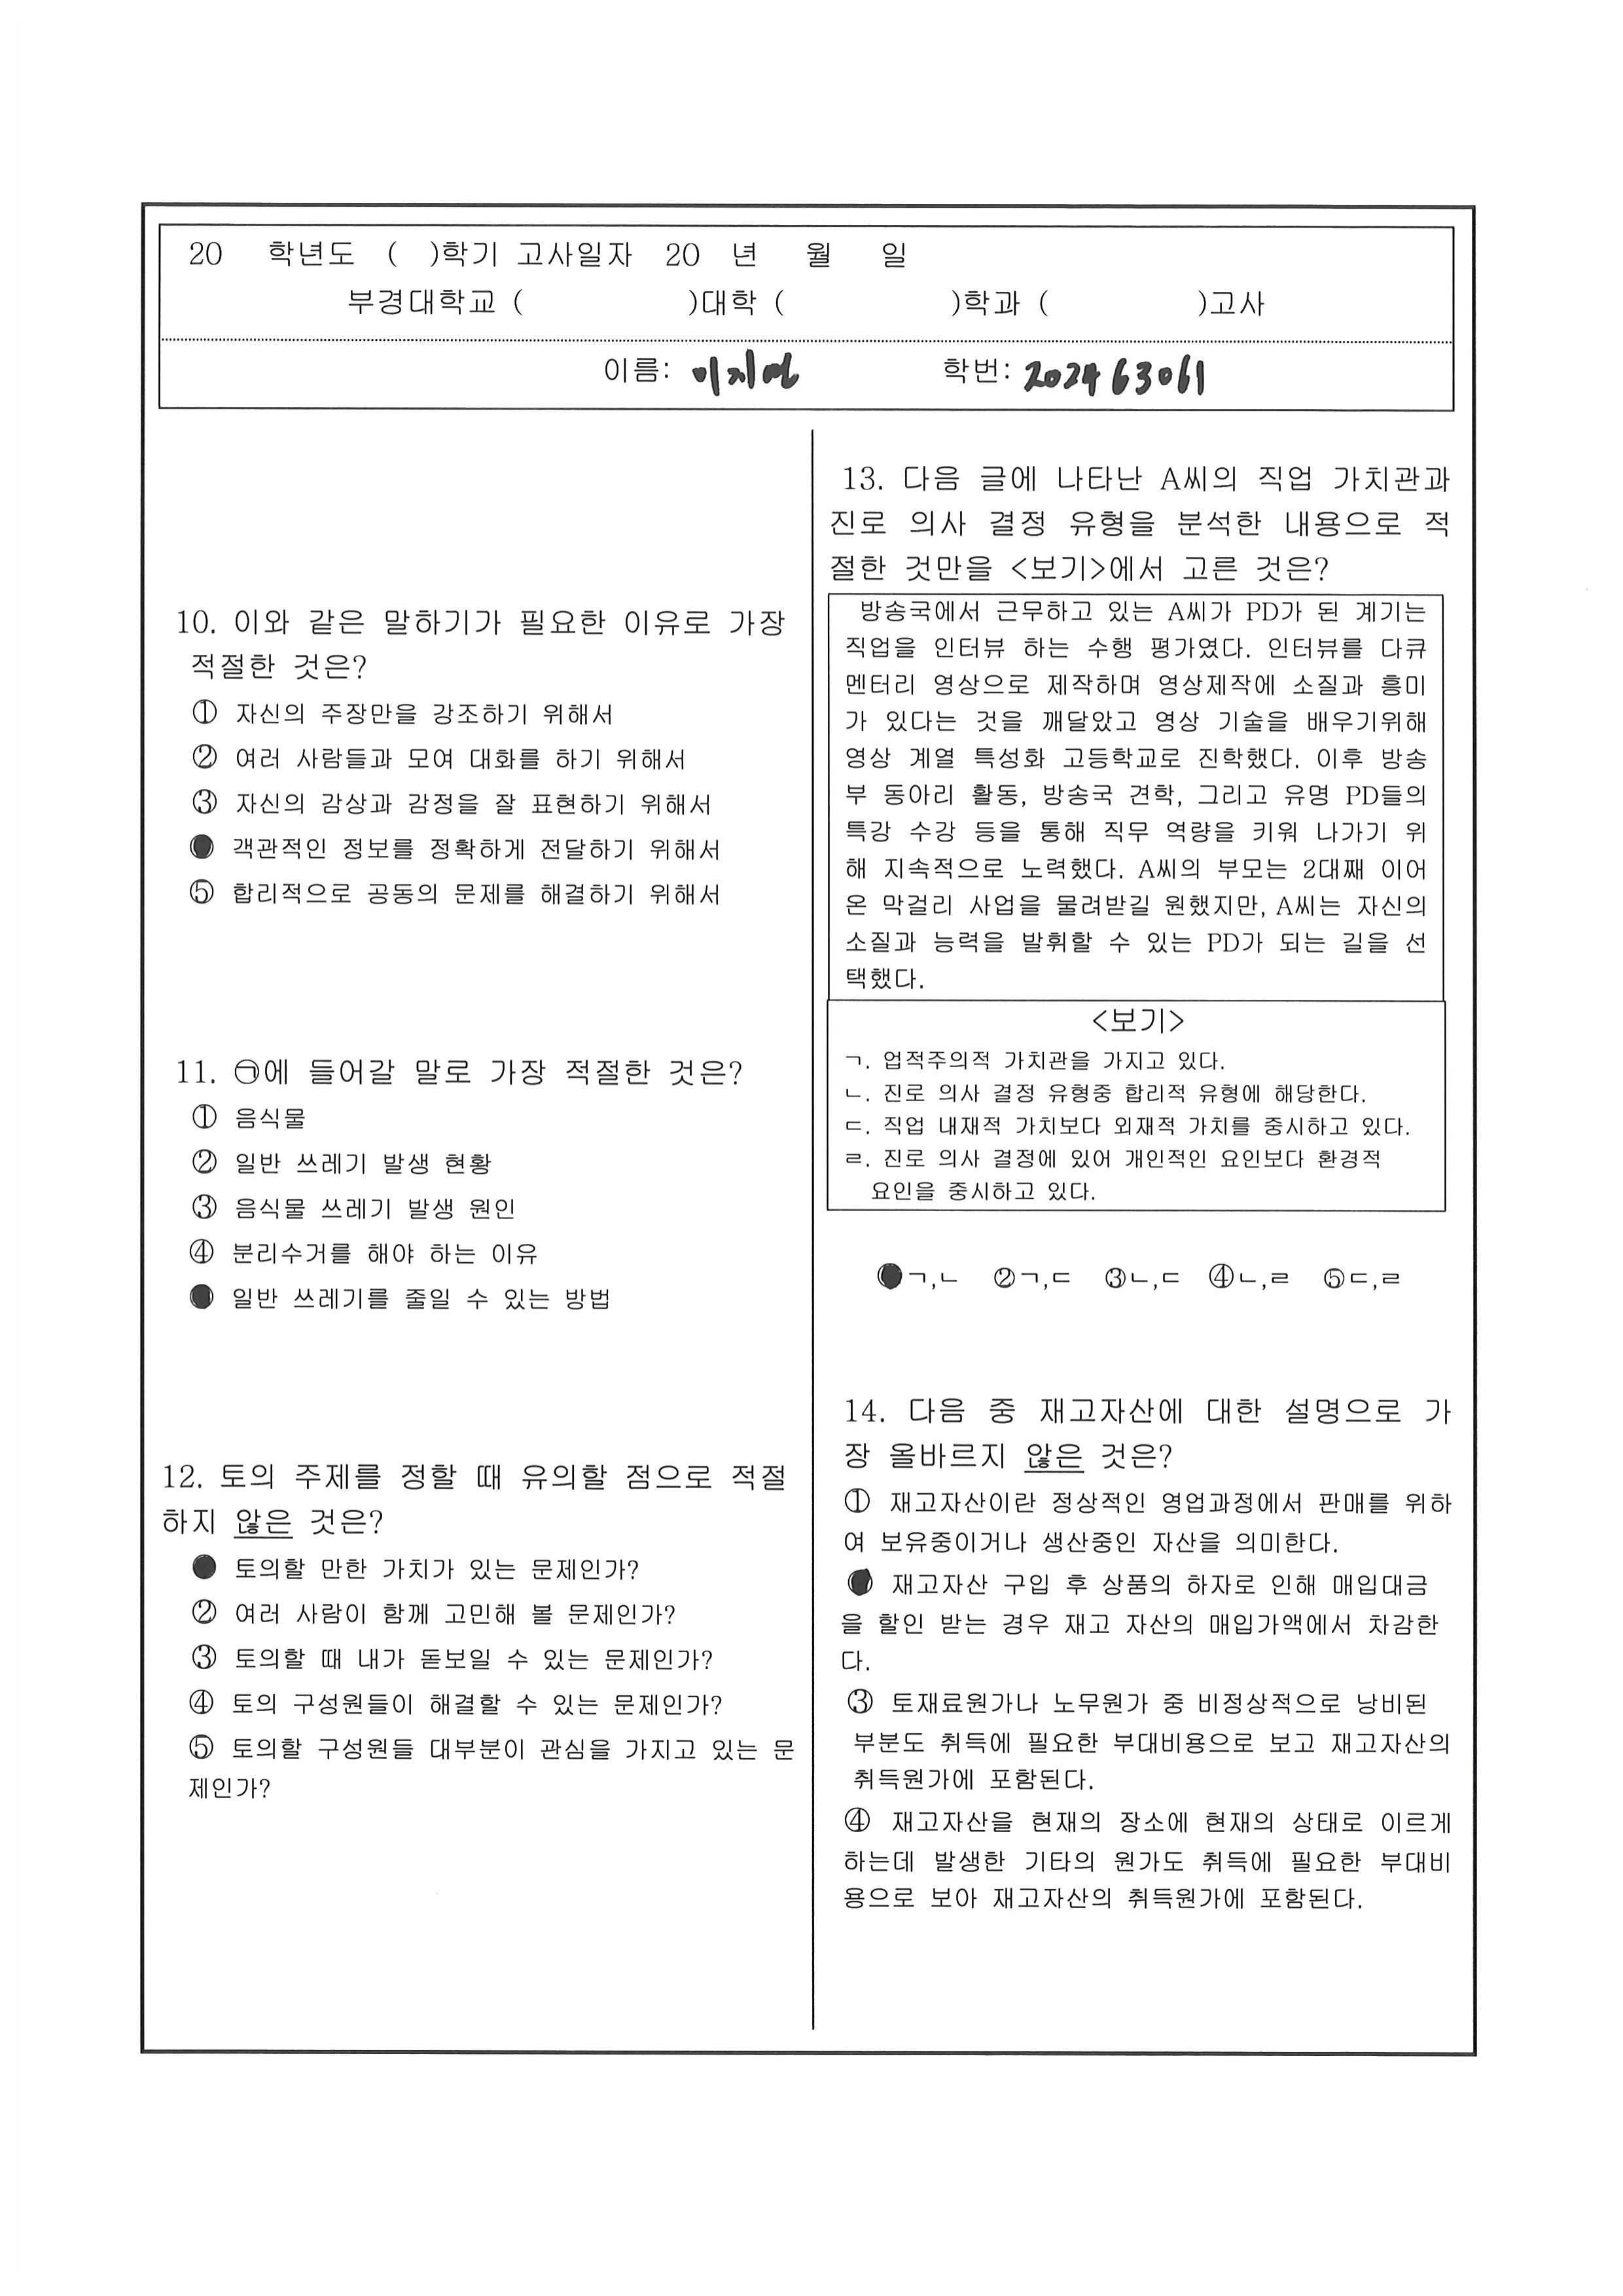 20 학년도 ( )학기 고사일자 20 년 월 일
부경대학교 ( )대학 ( )학과 ( )고사
이름: 이지연 학번: 202463061
10. 이와 같은 말하기가 필요한 이유로 가장
적절한 것은?
① 자신의 주장만을 강조하기 위해서
② 여러 사람들과 모여 대화를 하기 위해서
③ 자신의 감상과 감정을 잘 표현하기 위해서
● 객관적인 정보를 정확하게 전달하기 위해서
⑤ 합리적으로 공동의 문제를 해결하기 위해서
11. ㉠에 들어갈 말로 가장 적절한 것은?
① 음식물
② 일반 쓰레기 발생 현황
③ 음식물 쓰레기 발생 원인
④ 분리수거를 해야 하는 이유
● 일반 쓰레기를 줄일 수 있는 방법
12. 토의 주제를 정할 때 유의할 점으로 적절
하지 않은 것은?
● 토의할 만한 가치가 있는 문제인가?
② 여러 사람이 함께 고민해 볼 문제인가?
③ 토의할 때 내가 돋보일 수 있는 문제인가?
④ 토의 구성원들이 해결할 수 있는 문제인가?
⑤ 토의할 구성원들 대부분이 관심을 가지고 있는 문
제인가?
13. 다음 글에 나타난 A씨의 직업 가치관과
진로 의사 결정 유형을 분석한 내용으로 적
절한 것만을 <보기>에서 고른 것은?
방송국에서 근무하고 있는 A씨가 PD가 된 계기는
직업을 인터뷰 하는 수행 평가였다. 인터뷰를 다큐
멘터리 영상으로 제작하며 영상제작에 소질과 흥미
가 있다는 것을 깨달았고 영상 기술을 배우기위해
영상 계열 특성화 고등학교로 진학했다. 이후 방송
부 동아리 활동, 방송국 견학, 그리고 유명 PD들의
특강 수강 등을 통해 직무 역량을 키워 나가기 위
해 지속적으로 노력했다. A씨의 부모는 2대째 이어
온 막걸리 사업을 물려받길 원했지만, A씨는 자신의
소질과 능력을 발휘할 수 있는 PD가 되는 길을 선
택했다.
<보기>
ㄱ. 업적주의적 가치관을 가지고 있다.
ㄴ. 진로 의사 결정 유형중 합리적 유형에 해당한다.
ㄷ. 직업 내재적 가치보다 외재적 가치를 중시하고 있다.
ㄹ. 진로 의사 결정에 있어 개인적인 요인보다 환경적
요인을 중시하고 있다.
●ㄱ,ㄴ ②ㄱ,ㄷ ③ㄴ,ㄷ ④ㄴ,ㄹ ⑤ㄷ,ㄹ
14. 다음 중 재고자산에 대한 설명으로 가
장 올바르지 않은 것은?
① 재고자산이란 정상적인 영업과정에서 판매를 위하
여 보유중이거나 생산중인 자산을 의미한다.
● 재고자산 구입 후 상품의 하자로 인해 매입대금
을 할인 받는 경우 재고 자산의 매입가액에서 차감한
다.
③ 토재료원가나 노무원가 중 비정상적으로 낭비된
부분도 취득에 필요한 부대비용으로 보고 재고자산의
취득원가에 포함된다.
④ 재고자산을 현재의 장소에 현재의 상태로 이르게
하는데 발생한 기타의 원가도 취득에 필요한 부대비
용으로 보아 재고자산의 취득원가에 포함된다.